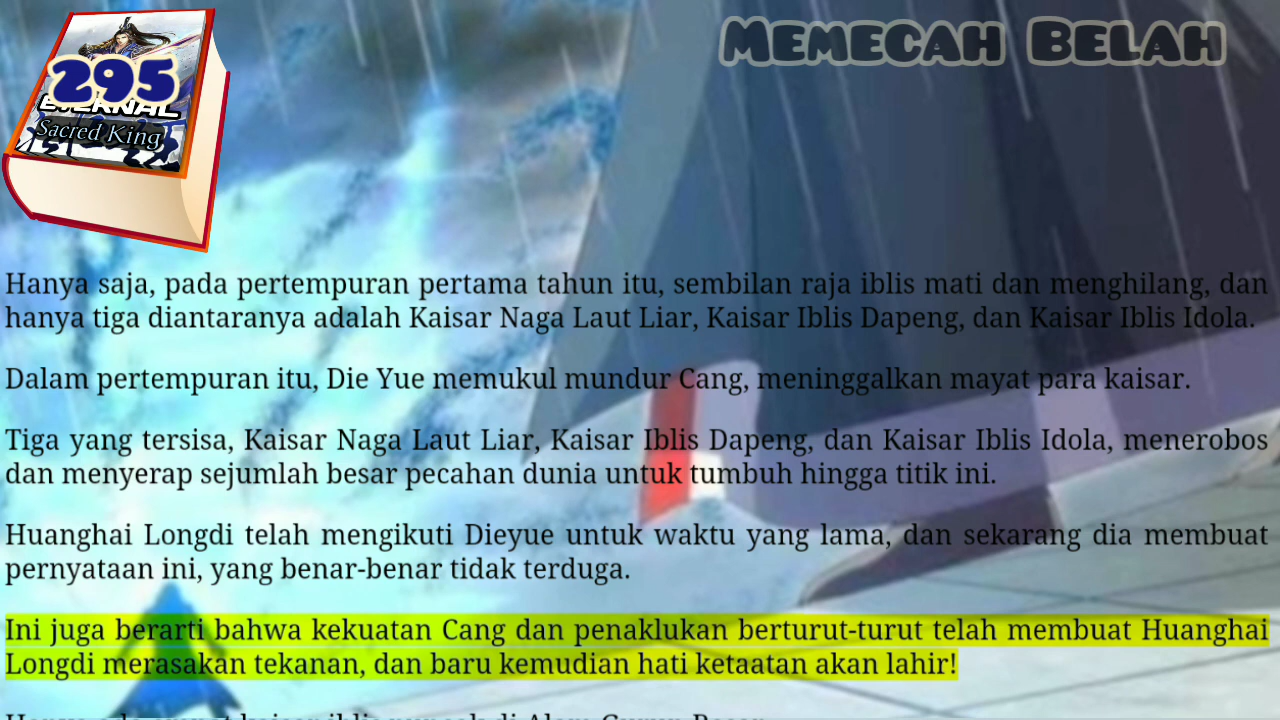 295
ETERNAL
Sacred King
Memecah Belah
Hanya saja, pada pertempuran pertama tahun itu, sembilan raja iblis mati dan menghilang, dan
hanya tiga diantaranya adalah Kaisar Naga Laut Liar, Kaisar Iblis Dapeng, dan Kaisar Iblis Idola.
Dalam pertempuran itu, Die Yue memukul mundur Cang, meninggalkan mayat para kaisar.
Tiga yang tersisa, Kaisar Naga Laut Liar, Kaisar Iblis Dapeng, dan Kaisar Iblis Idola, menerobos
dan menyerap sejumlah besar pecahan dunia untuk tumbuh hingga titik ini.
Huanghai Longdi telah mengikuti Dieyue untuk waktu yang lama, dan sekarang dia membuat
pernyataan ini, yang benar-benar tidak terduga.
Ini juga berarti bahwa kekuatan Cang dan penaklukan berturut-turut telah membuat Huanghai
Longdi merasakan tekanan, dan baru kemudian hati ketaatan akan lahir!